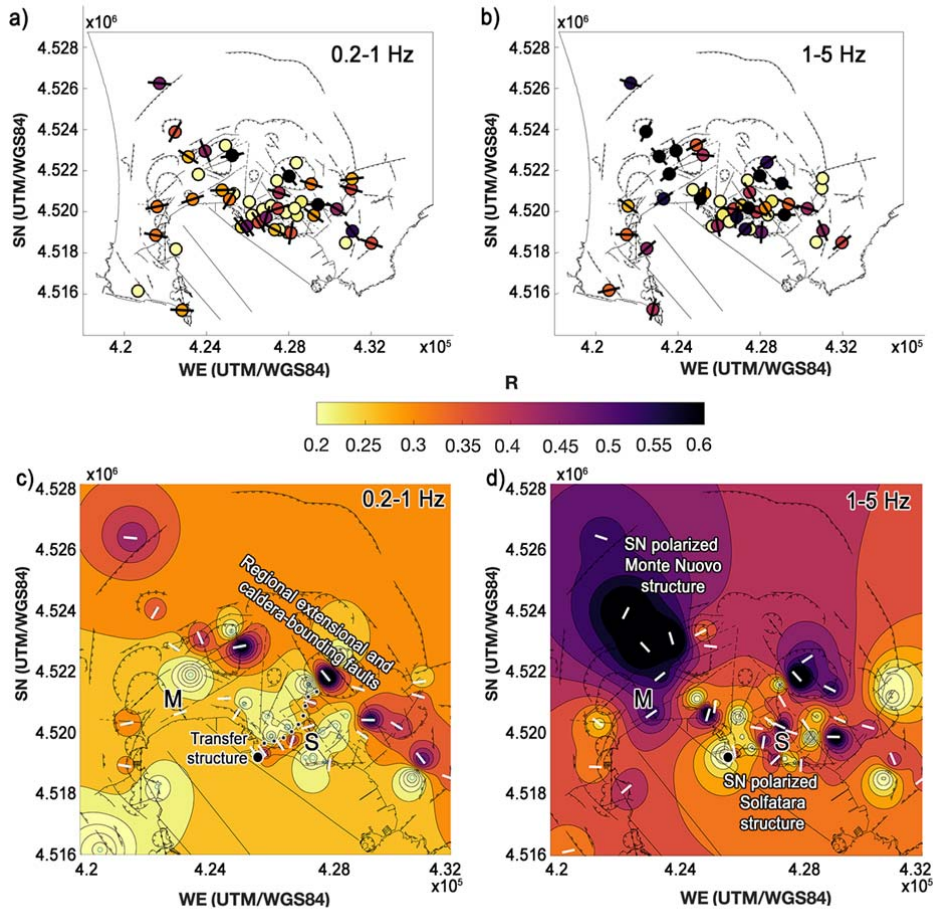 a)
x10⁶
0.2-1 Hz
4.528
4.526
4.524
4.522
4.520
4.518
4.516
SN (UTM/WGS84)
4.2
4.24
4.28
4.32
x10⁵
WE (UTM/WGS84)
b)
x10⁶
1-5 Hz
4.528
4.526
4.524
4.522
4.520
4.518
4.516
SN (UTM/WGS84)
4.2
4.24
4.28
4.32
x10⁵
WE (UTM/WGS84)
R
0.2
0.25
0.3
0.35
0.4
0.45
0.5
0.55
0.6
c)
x10⁶
0.2-1 Hz
4.528
4.526
4.524
4.522
4.520
4.518
4.516
SN (UTM/WGS84)
Regional extensional and
caldera-bounding faults
M
Transfer
structure
S
4.2
4.24
4.28
4.32
x10⁵
WE (UTM/WGS84)
d)
x10⁶
1-5 Hz
4.528
4.526
4.524
4.522
4.520
4.518
4.516
SN (UTM/WGS84)
SN polarized
Monte Nuovo
structure
M
S
SN polarized
Solfatara
structure
4.2
4.24
4.28
4.32
x10⁵
WE (UTM/WGS84)